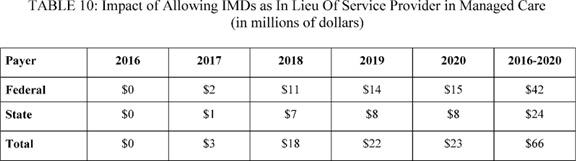 TABLE 10: Impact of Allowing IMDs as In Lieu Of Service Provider in Managed Care
(in millions of dollars)
Payer 2016 2017 2018 2019 2020 2016-2020
Federal $0 $2 $11 $14 $15 $42
State $0 $1 $7 $8 $8 $24
Total $0 $3 $18 $22 $23 $66